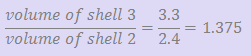 volume of shell 3 / volume of shell 2 = 3.3 / 2.4 = 1.375